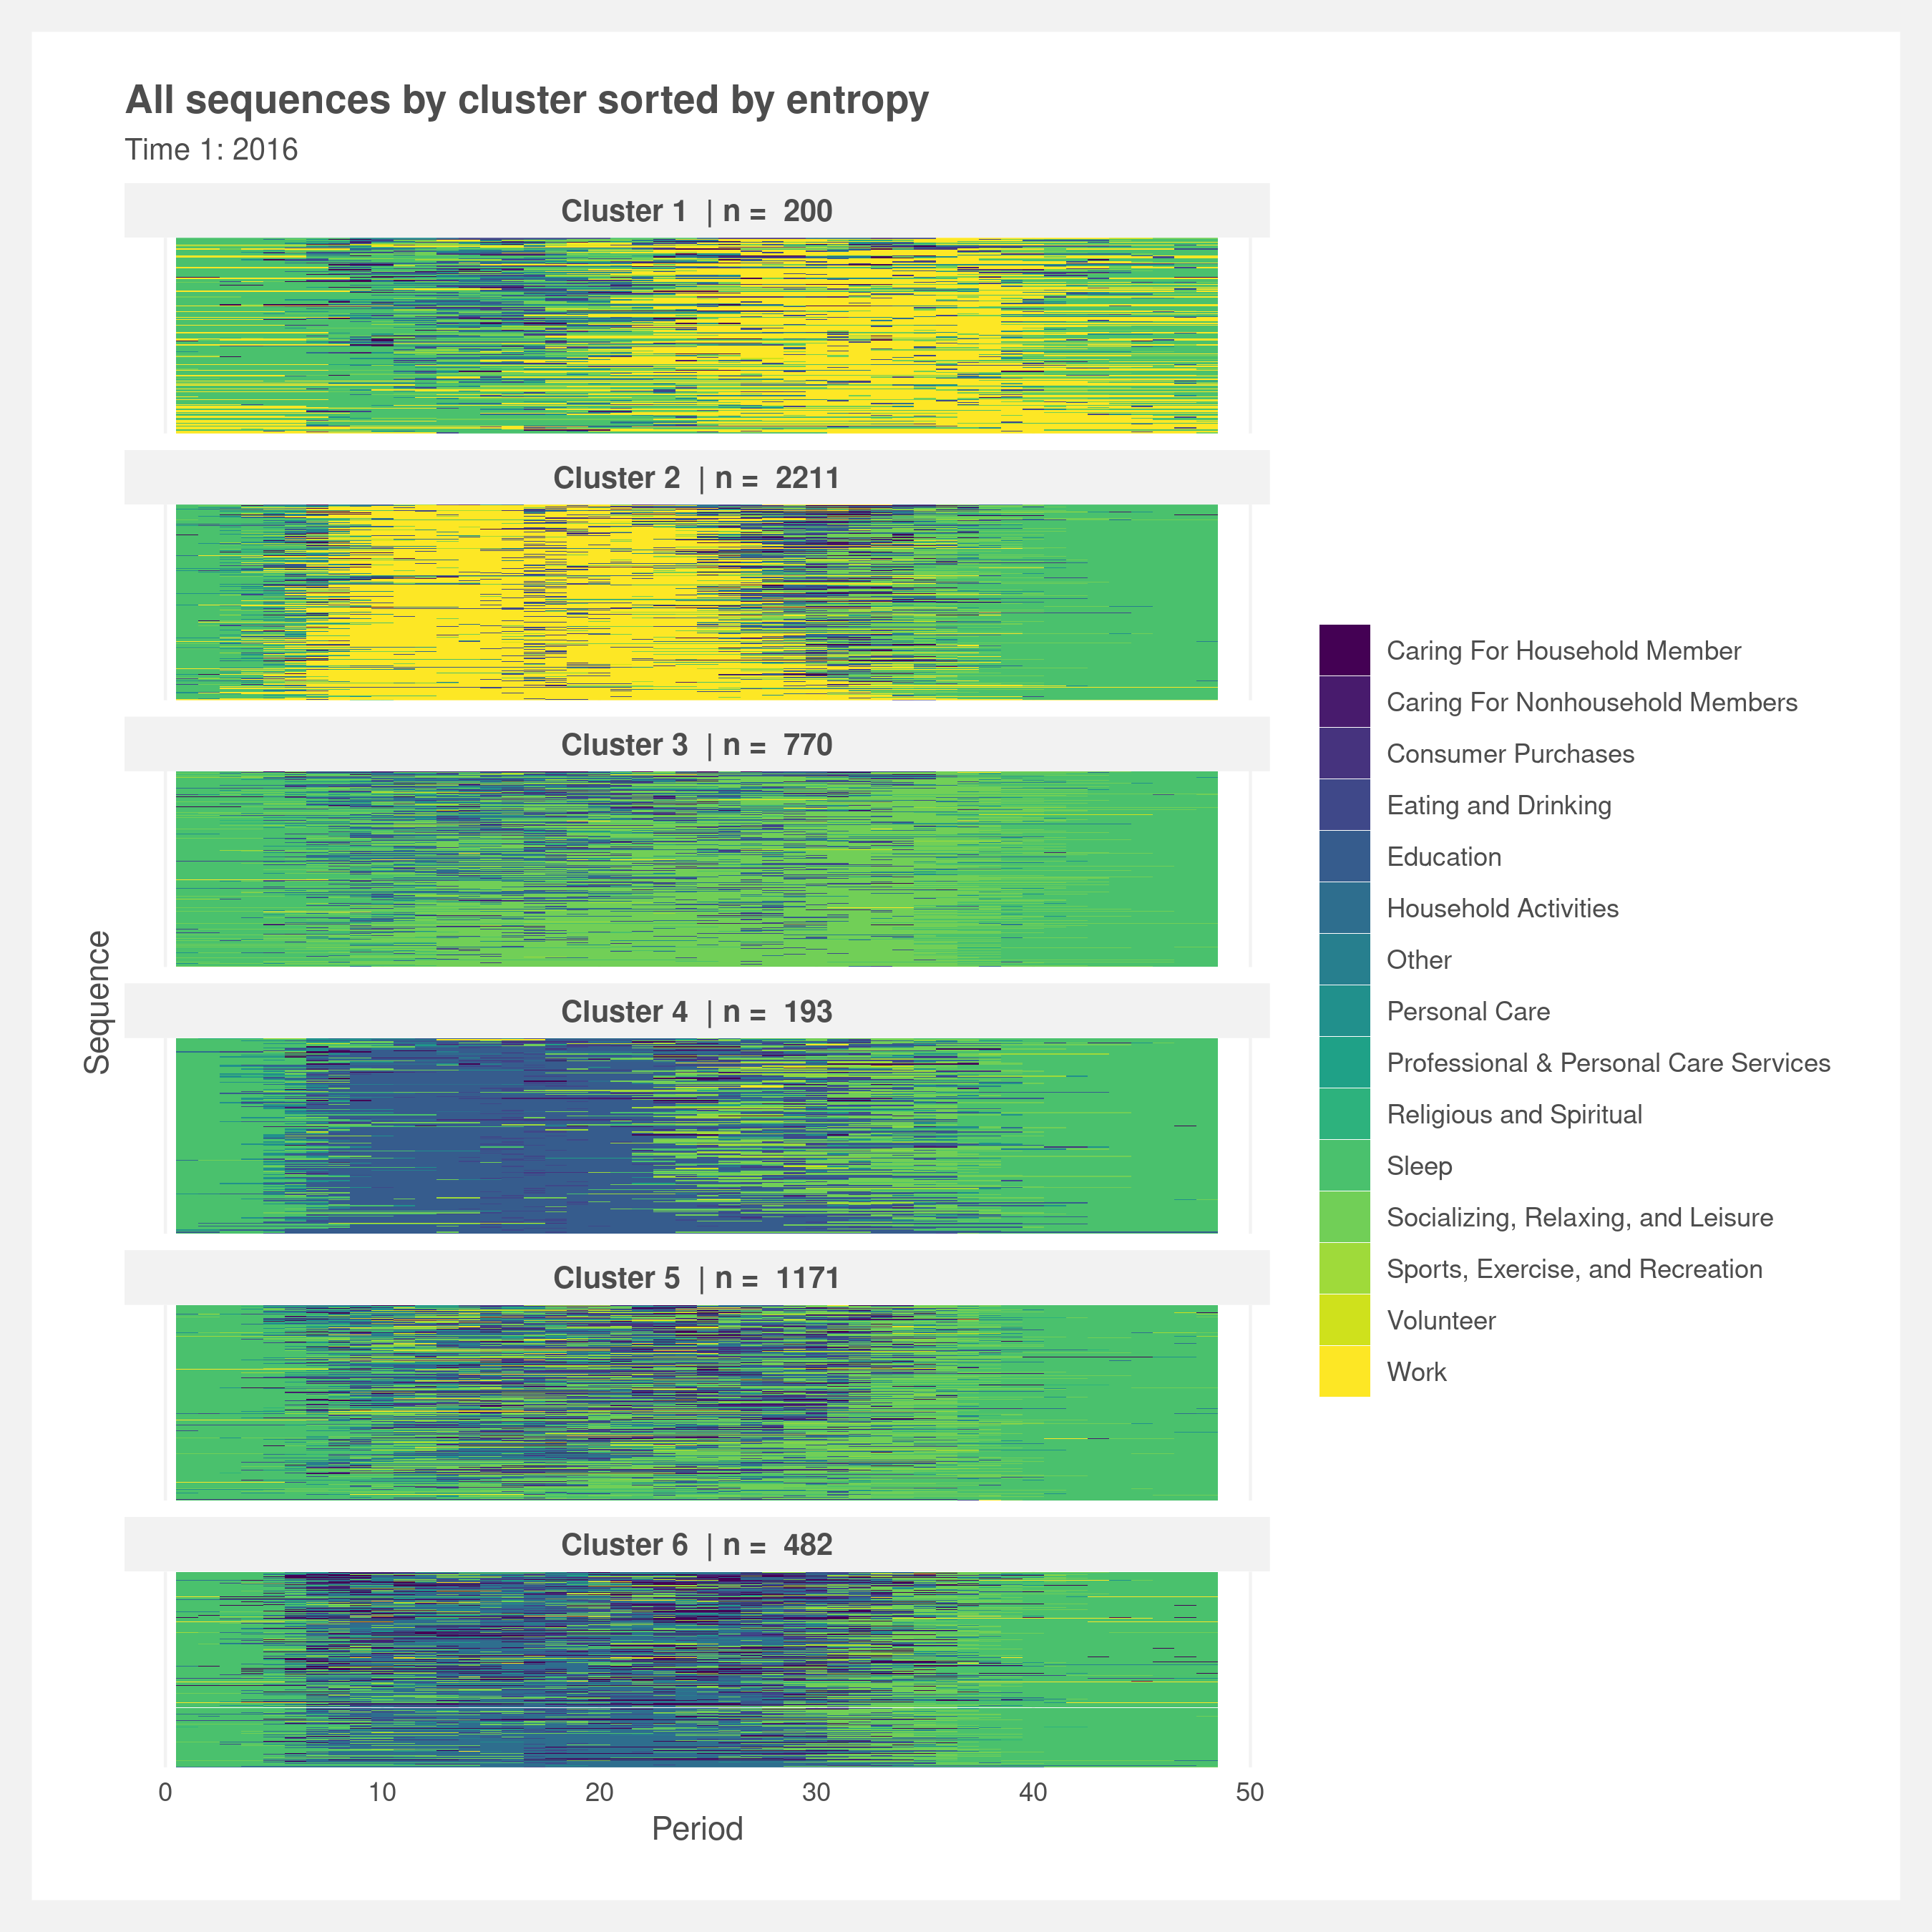 All sequences by cluster sorted by entropy
Time 1: 2016
Cluster 1 | n = 200
Cluster 2 | n = 2211
Cluster 3 | n = 770
Cluster 4 | n = 193
Cluster 5 | n = 1171
Cluster 6 | n = 482
Sequence
0 10 20 30 40 50
Period
Caring For Household Member
Caring For Nonhousehold Members
Consumer Purchases
Eating and Drinking
Education
Household Activities
Other
Personal Care
Professional & Personal Care Services
Religious and Spiritual
Sleep
Socializing, Relaxing, and Leisure
Sports, Exercise, and Recreation
Volunteer
Work